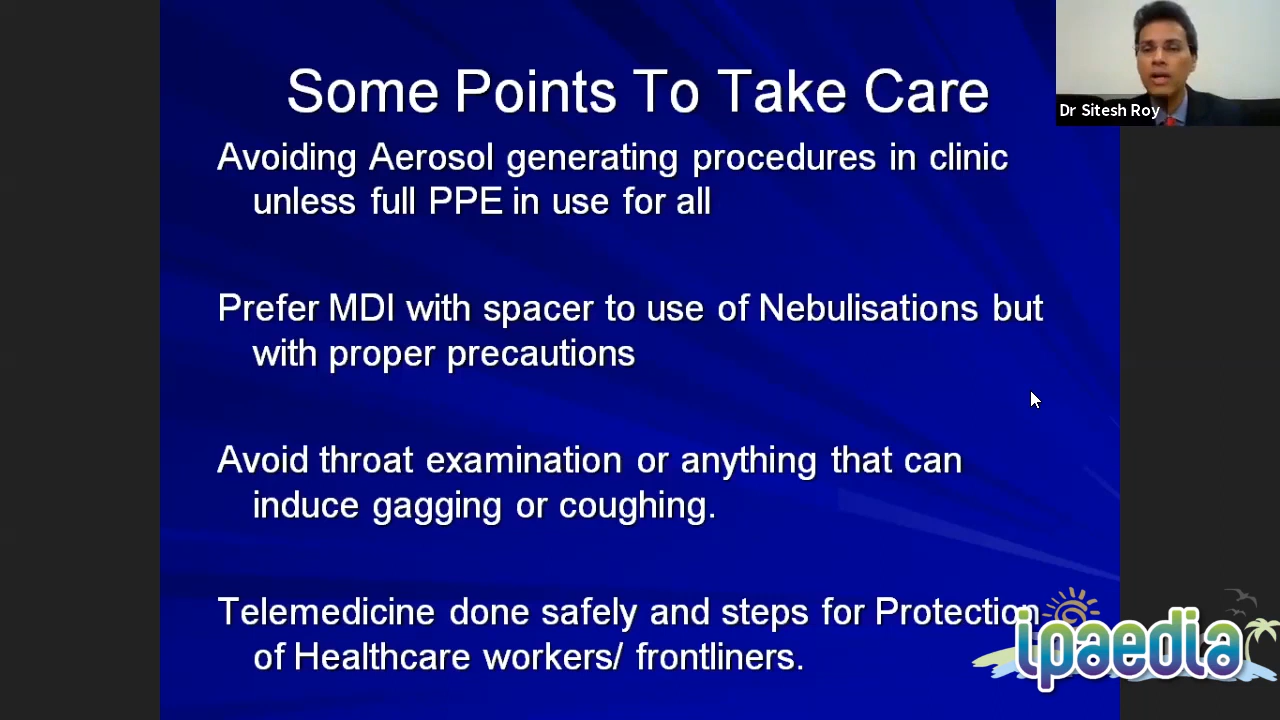 Some Points To Take Care
Dr Sitesh Roy
Avoiding Aerosol generating procedures in clinic
unless full PPE in use for all
Prefer MDI with spacer to use of Nebulisations but
with proper precautions
Avoid throat examination or anything that can
induce gagging or coughing.
Telemedicine done safely and steps for Protection
of Healthcare workers/ frontliners.
ipaedia